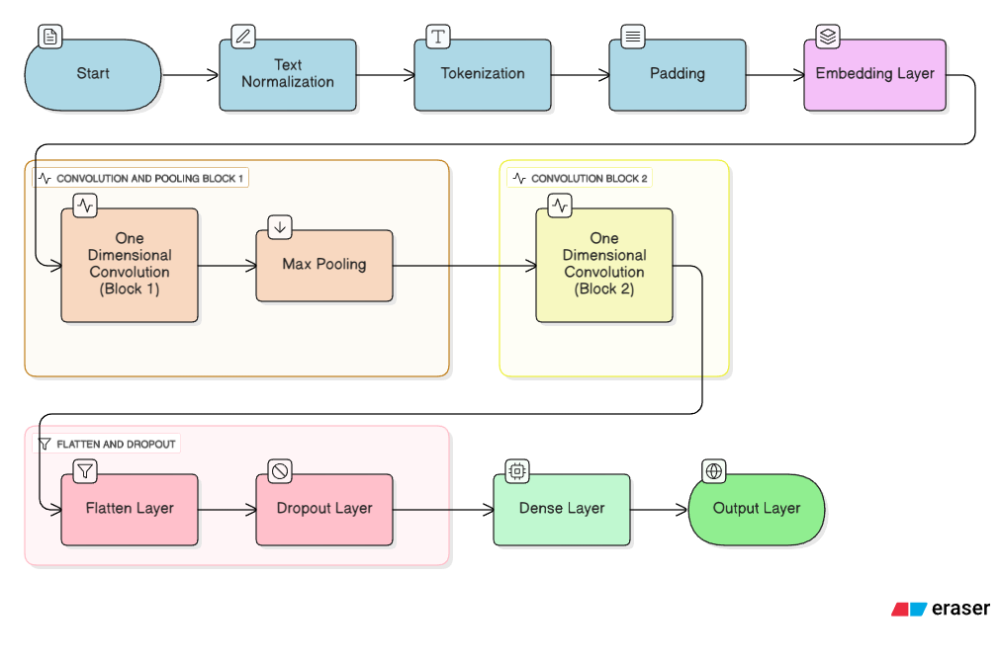 Start
Text
Normalization
Tokenization
Padding
Embedding Layer
CONVOLUTION AND POOLING BLOCK 1
One
Dimensional
Convolution
(Block 1)
Max Pooling
CONVOLUTION BLOCK 2
One
Dimensional
Convolution
(Block 2)
FLATTEN AND DROPOUT
Flatten Layer
Dropout Layer
Dense Layer
Output Layer
eraser